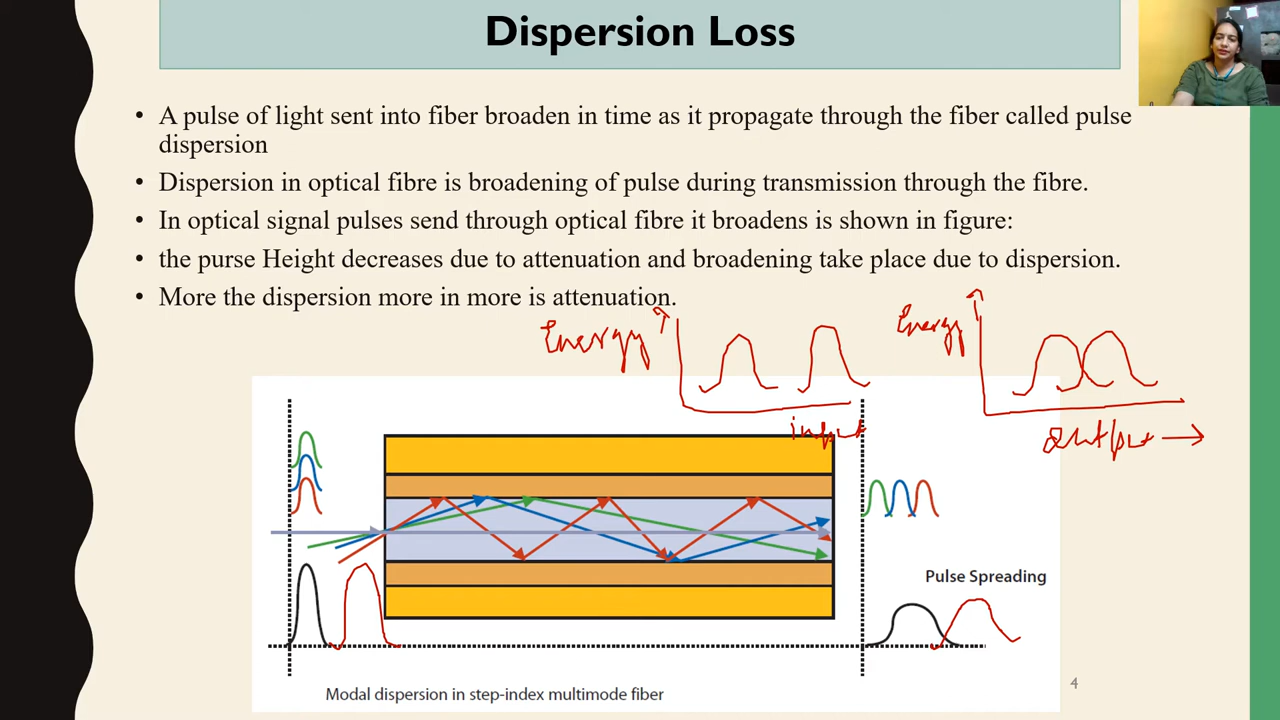 Dispersion Loss
• A pulse of light sent into fiber broaden in time as it propagate through the fiber called pulse
dispersion
• Dispersion in optical fibre is broadening of pulse during transmission through the fibre.
• In optical signal pulses send through optical fibre it broadens is shown in figure:
• the purse Height decreases due to attenuation and broadening take place due to dispersion.
• More the dispersion more in more is attenuation.
Energy
Energy
input
output
Pulse Spreading
4
Modal dispersion in step-index multimode fiber